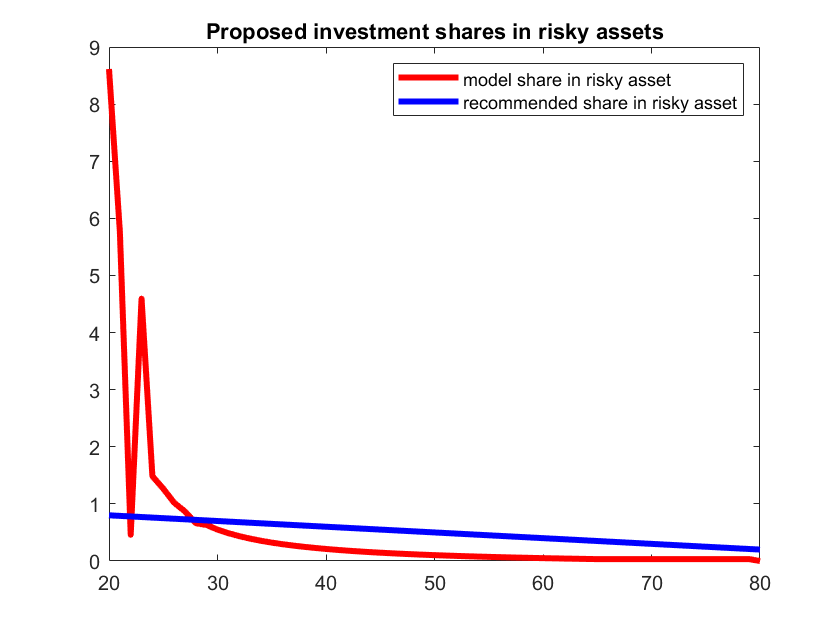 Proposed investment shares in risky assets
9
8
7
6
5
4
3
2
1
0
model share in risky asset
recommended share in risky asset
20 30 40 50 60 70 80